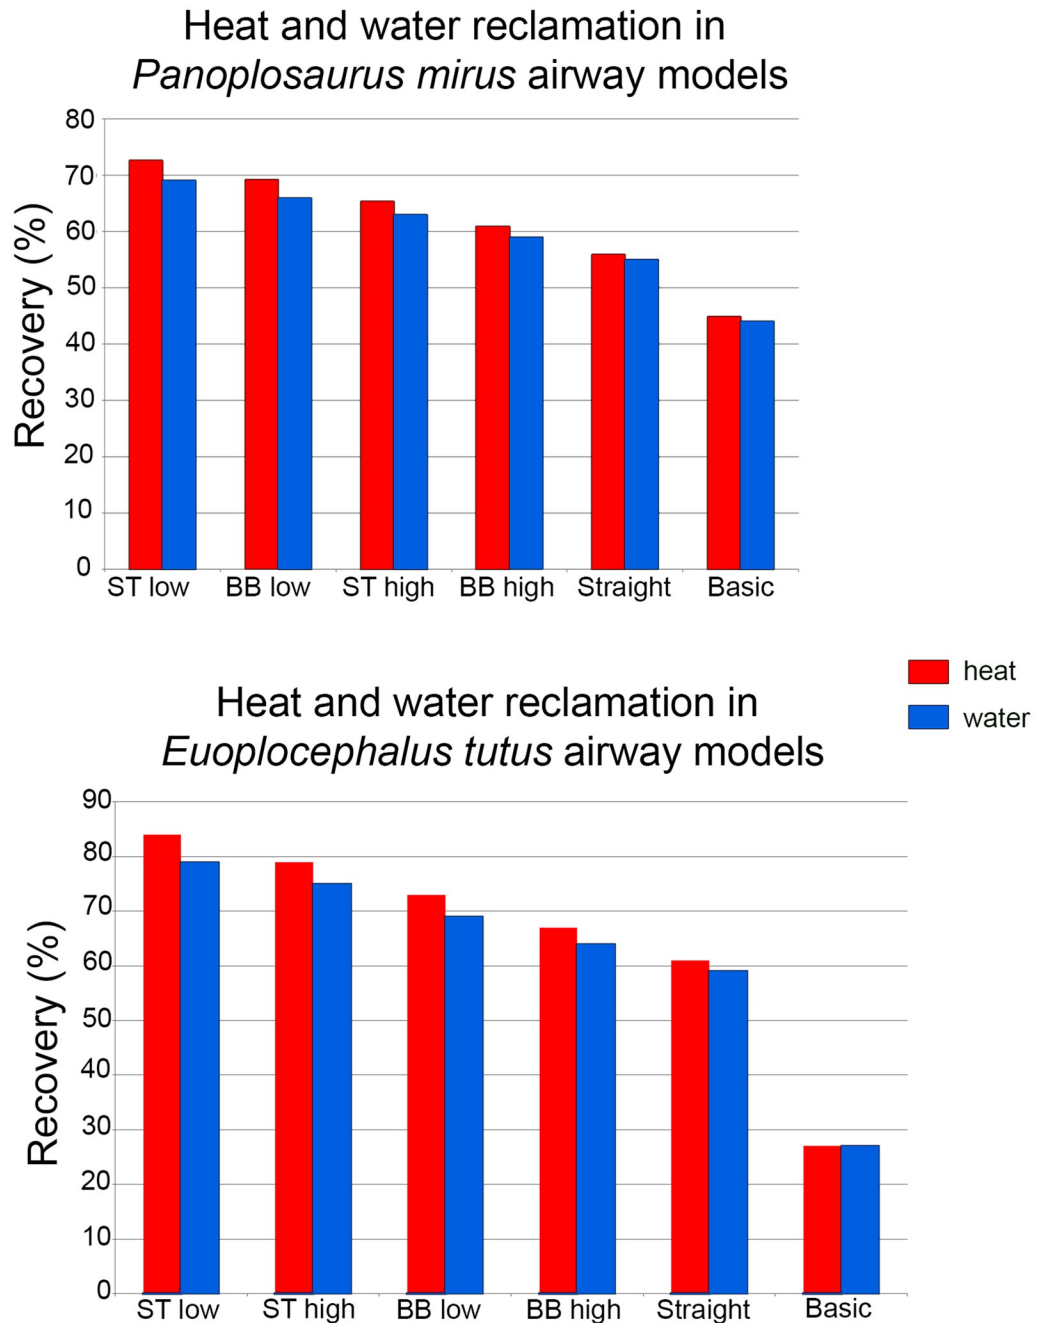 Heat and water reclamation in
Panoplosaurus mirus airway models
80
70
60
50
40
30
20
10
0
Recovery (%)
ST low BB low ST high BB high Straight Basic
heat
water
Heat and water reclamation in
Euoplocephalus tutus airway models
90
80
70
60
50
40
30
20
10
0
Recovery (%)
ST low ST high BB low BB high Straight Basic